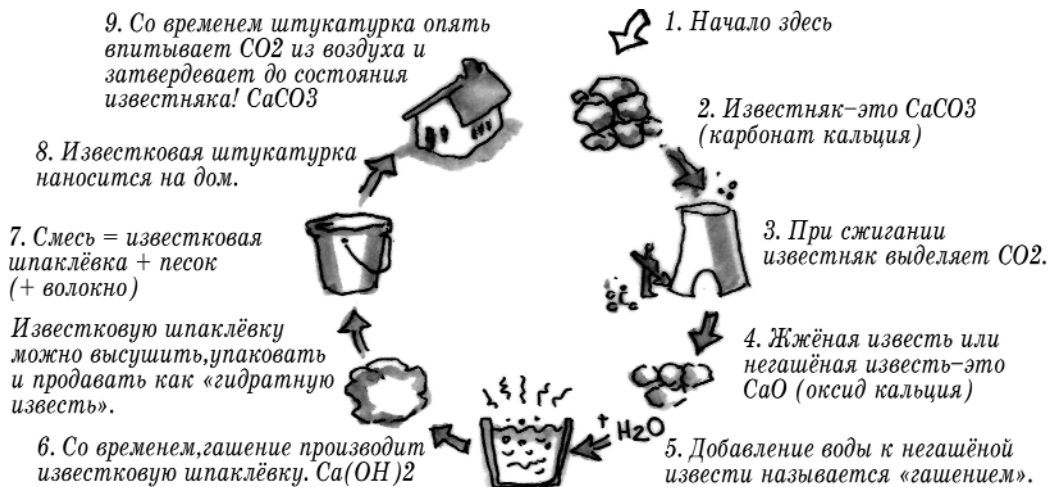 1. Начало здесь
2. Известняк–это CaCO3
(карбонат кальция)
3. При сжигании
известняк выделяет CO2.
4. Жжёная известь или
негашёная известь–это
CaO (оксид кальция)
+ H2O
5. Добавление воды к негашёной
извести называется «гашением».
6. Со временем,гашение производит
известковую шпаклёвку. Ca(OH)2
Известковую шпаклёвку
можно высушить,упаковать
и продавать как «гидратную
известь».
7. Смесь = известковая
шпаклёвка + песок
(+ волокно)
8. Известковая штукатурка
наносится на дом.
9. Со временем штукатурка опять
впитывает CO2 из воздуха и
затвердевает до состояния
известняка! CaCO3